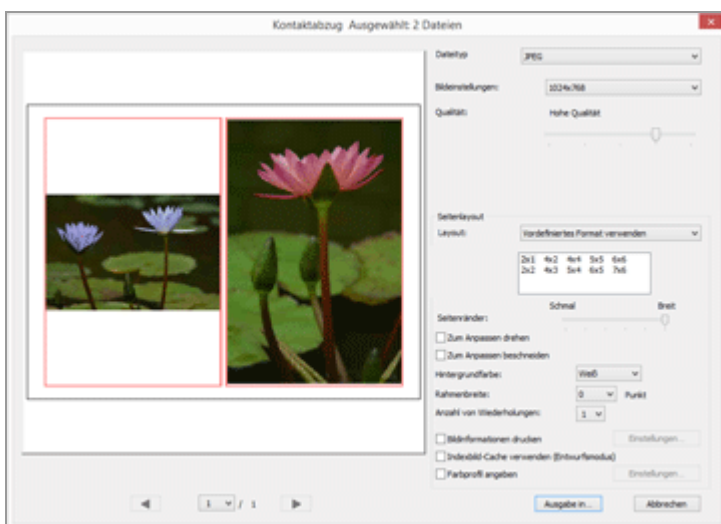 Kontaktabzug Ausgewählt: 2 Dateien
Dateityp
JPEG
Bildeinstellungen:
1024x768
Qualität:
Hohe Qualität
Seitenlayout
Layout:
Vordefiniertes Format verwenden
2x1 4x2 4x4 5x5 6x6
2x2 4x3 5x4 6x5 7x6
Schmal Breit
Seitenränder:
Zum Anpassen drehen
Zum Anpassen beschneiden
Hintergrundfarbe: Weiß
Rahmenbreite: 0 Punkt
Anzahl von Wiederholungen: 1
Bildinformationen drucken Einstellungen...
Indexbild-Cache verwenden (Entwurfsmodus)
Farbprofil angeben Einstellungen...
1 / 1
Ausgabe in... Abbrechen